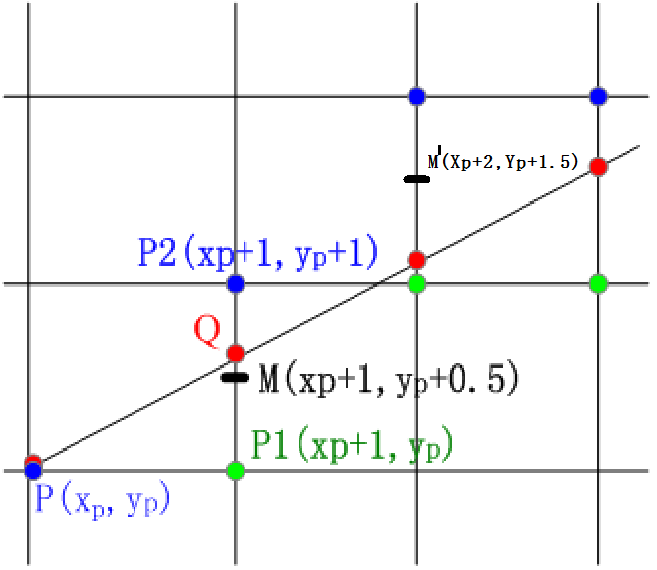 M'(Xp+2,Yp+1.5)
P2(xp+1, yp+1)
Q
M(xp+1, yp+0.5)
P1(xp+1, yp)
P(xp, yp)